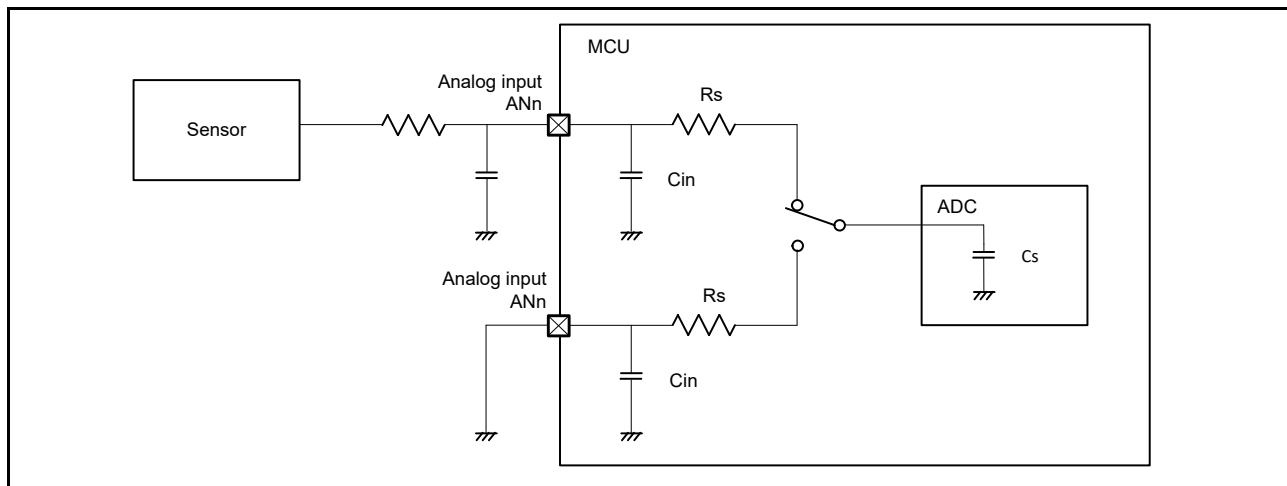 MCU
Analog input
ANn
Rs
Sensor
Cin
ADC
Cs
Analog input
ANn
Rs
Cin